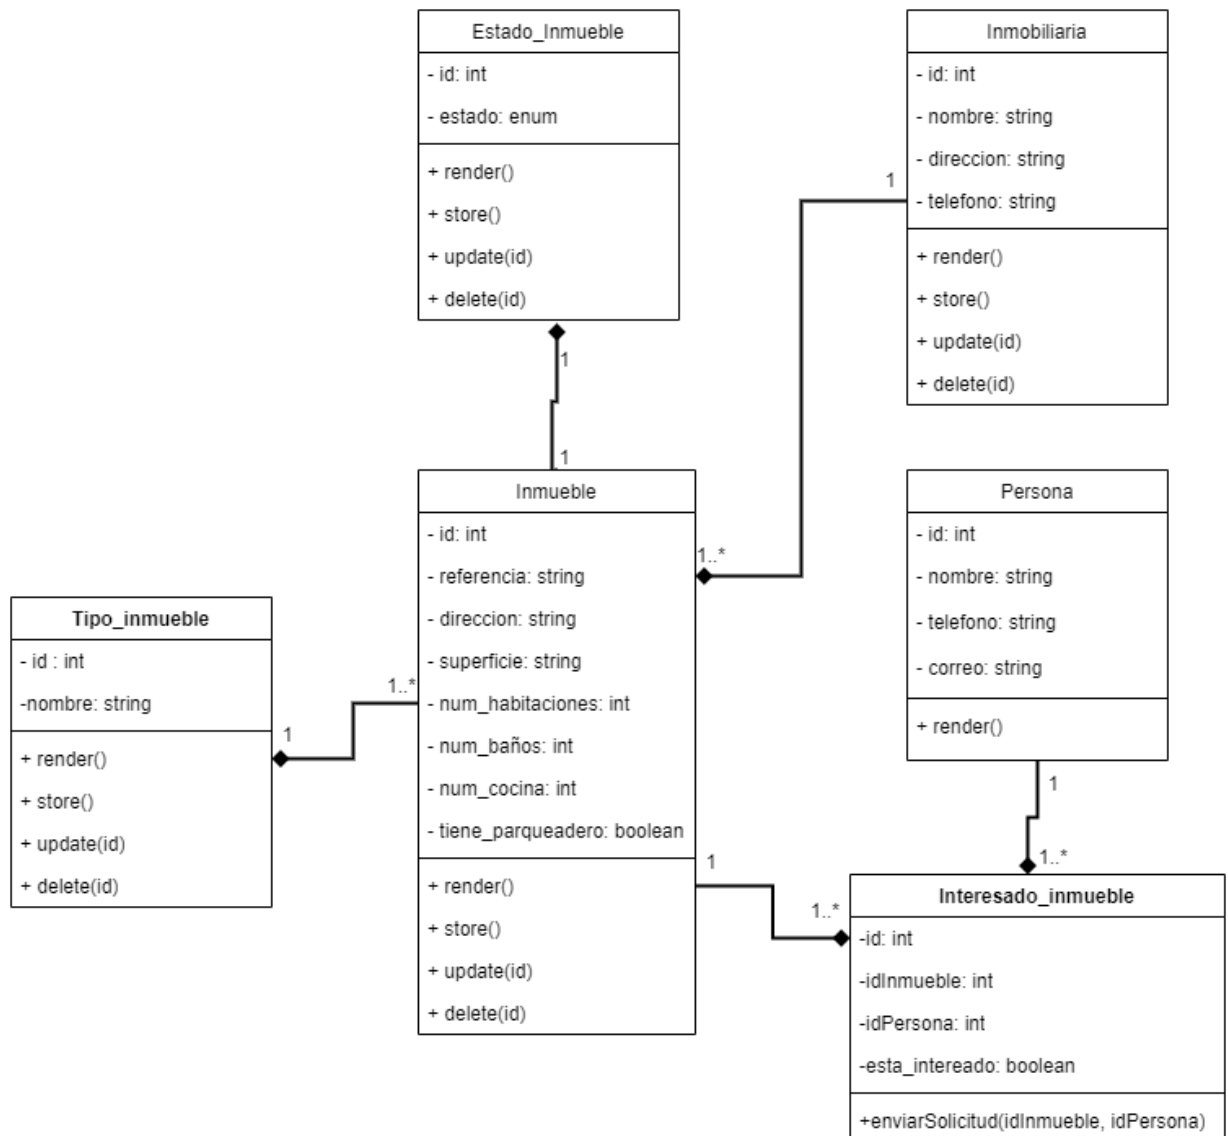 Estado_Inmueble
- id: int
- estado: enum
+ render()
+ store()
+ update(id)
+ delete(id)
1
1
Inmobiliaria
- id: int
- nombre: string
- direccion: string
- telefono: string
+ render()
+ store()
+ update(id)
+ delete(id)
1
1..*
Inmueble
- id: int
- referencia: string
- direccion: string
- superficie: string
- num_habitaciones: int
- num_baños: int
- num_cocina: int
- tiene_parqueadero: boolean
+ render()
+ store()
+ update(id)
+ delete(id)
Persona
- id: int
- nombre: string
- telefono: string
- correo: string
+ render()
1
1..*
Tipo_inmueble
- id : int
-nombre: string
+ render()
+ store()
+ update(id)
+ delete(id)
1
1..*
1
1..*
Interesado_inmueble
-id: int
-idInmueble: int
-idPersona: int
-esta_intereado: boolean
+enviarSolicitud(idInmueble, idPersona)